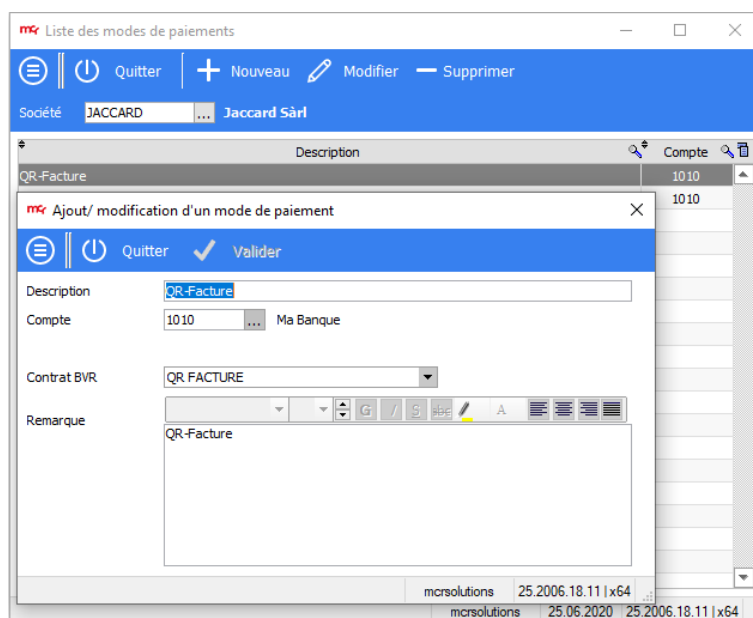 mcr Liste des modes de paiements
Quitter Nouveau Modifier Supprimer
Société JACCARD ... Jaccard Sàrl
Description Compte
QR-Facture 1010
1010
mcr Ajout/ modification d'un mode de paiement
Quitter Valider
Description QR-Facture
Compte 1010 ... Ma Banque
Contrat BVR QR FACTURE
Remarque G I S abc A
QR-Facture
mcrsolutions 25.2006.18.11 | x64
mcrsolutions 25.06.2020 25.2006.18.11 | x64